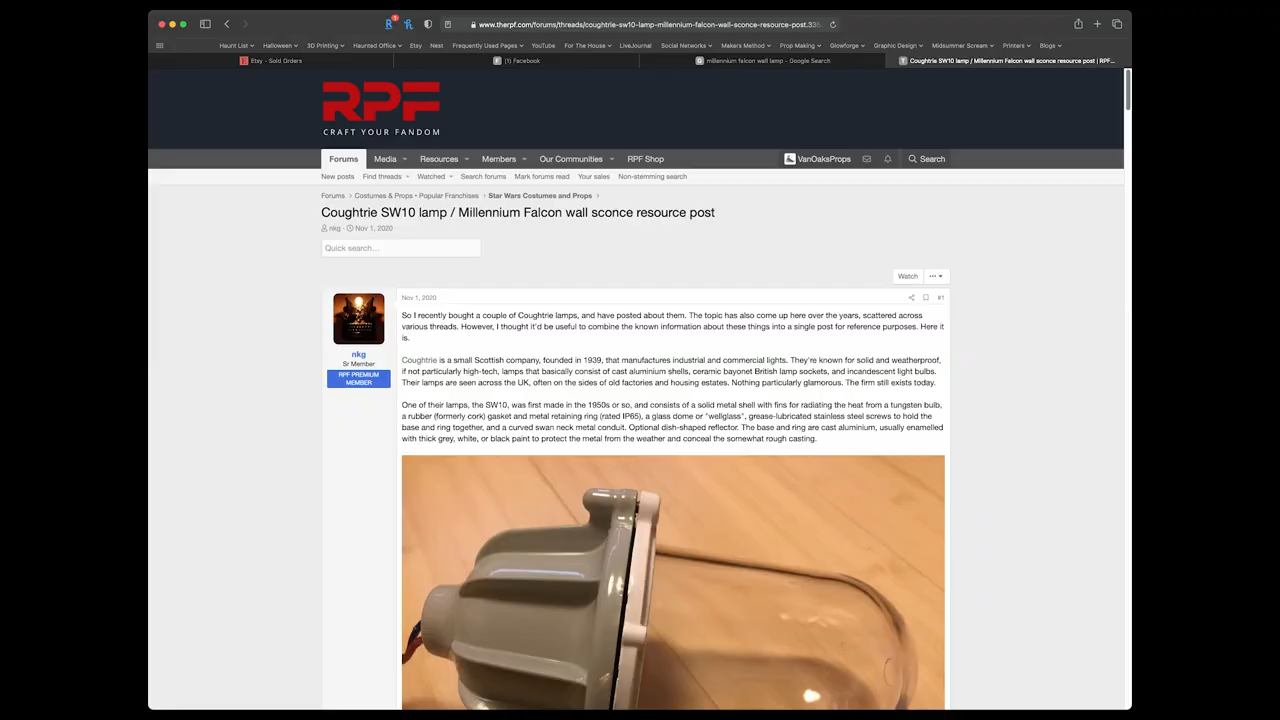 www.therpf.com/forums/threads/coughtrie-sw10-lamp-millennium-falcon-wall-sconce-resource-post.335
Haunt List Halloween 3D Printing Haunted Office Etsy Nest Frequently Used Pages YouTube For The House LiveJournal Social Networks Makers Method Prop Making Glowforge Graphic Design Midsummer Scream Printers Blogs
Etsy - Sold Orders (1) Facebook millennium falcon wall lamp - Google Search Coughtrie SW10 lamp / Millennium Falcon wall sconce resource post | RPF...
RPF
CRAFT YOUR FANDOM
Forums Media Resources Members Our Communities RPF Shop VanOaksProps Search
New posts Find threads Watched Search forums Mark forums read Your sales Non-stemming search
Forums > Costumes & Props • Popular Franchises > Star Wars Costumes and Props >
Coughtrie SW10 lamp / Millennium Falcon wall sconce resource post
nkg · Nov 1, 2020
Quick search...
Watch
Nov 1, 2020 #1
nkg
Sr Member
RPF PREMIUM
MEMBER
So I recently bought a couple of Coughtrie lamps, and have posted about them. The topic has also come up here over the years, scattered across
various threads. However, I thought it'd be useful to combine the known information about these things into a single post for reference purposes. Here it
is.
Coughtrie is a small Scottish company, founded in 1939, that manufactures industrial and commercial lights. They're known for solid and weatherproof,
if not particularly high-tech, lamps that basically consist of cast aluminium shells, ceramic bayonet British lamp sockets, and incandescent light bulbs.
Their lamps are seen across the UK, often on the sides of old factories and housing estates. Nothing particularly glamorous. The firm still exists today.
One of their lamps, the SW10, was first made in the 1950s or so, and consists of a solid metal shell with fins for radiating the heat from a tungsten bulb,
a rubber (formerly cork) gasket and metal retaining ring (rated IP65), a glass dome or "wellglass", grease-lubricated stainless steel screws to hold the
base and ring together, and a curved swan neck metal conduit. Optional dish-shaped reflector. The base and ring are cast aluminium, usually enamelled
with thick grey, white, or black paint to protect the metal from the weather and conceal the somewhat rough casting.